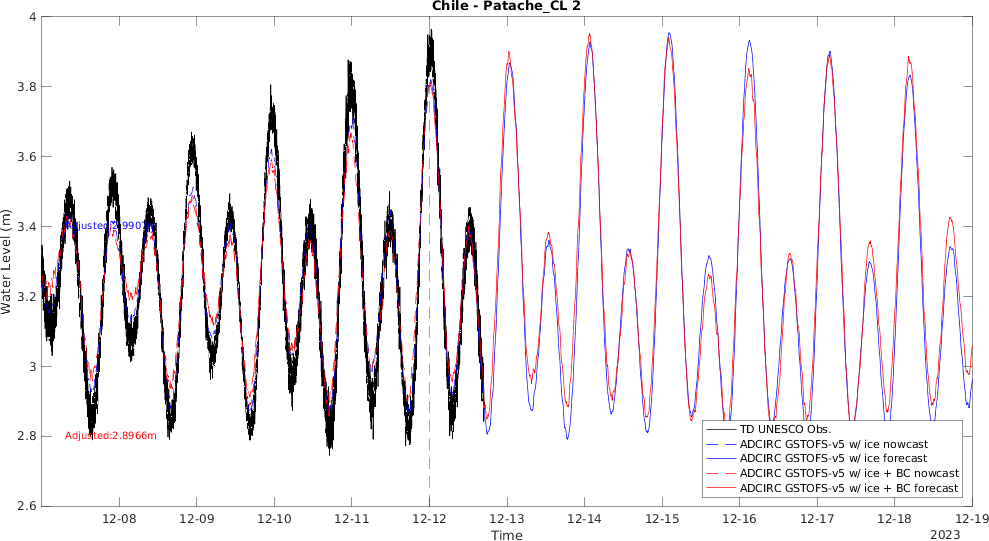 Chile - Patache_CL 2
Water Level (m)
4
3.8
3.6
3.4
3.2
3
2.8
2.6
Adjusted:2.8966m
TD UNESCO Obs.
ADCIRC GSTOFS-v5 w/ ice nowcast
ADCIRC GSTOFS-v5 w/ ice forecast
ADCIRC GSTOFS-v5 w/ ice + BC nowcast
ADCIRC GSTOFS-v5 w/ ice + BC forecast
12-08 12-09 12-10 12-11 12-12 12-13 12-14 12-15 12-16 12-17 12-18 12-19
Time
2023